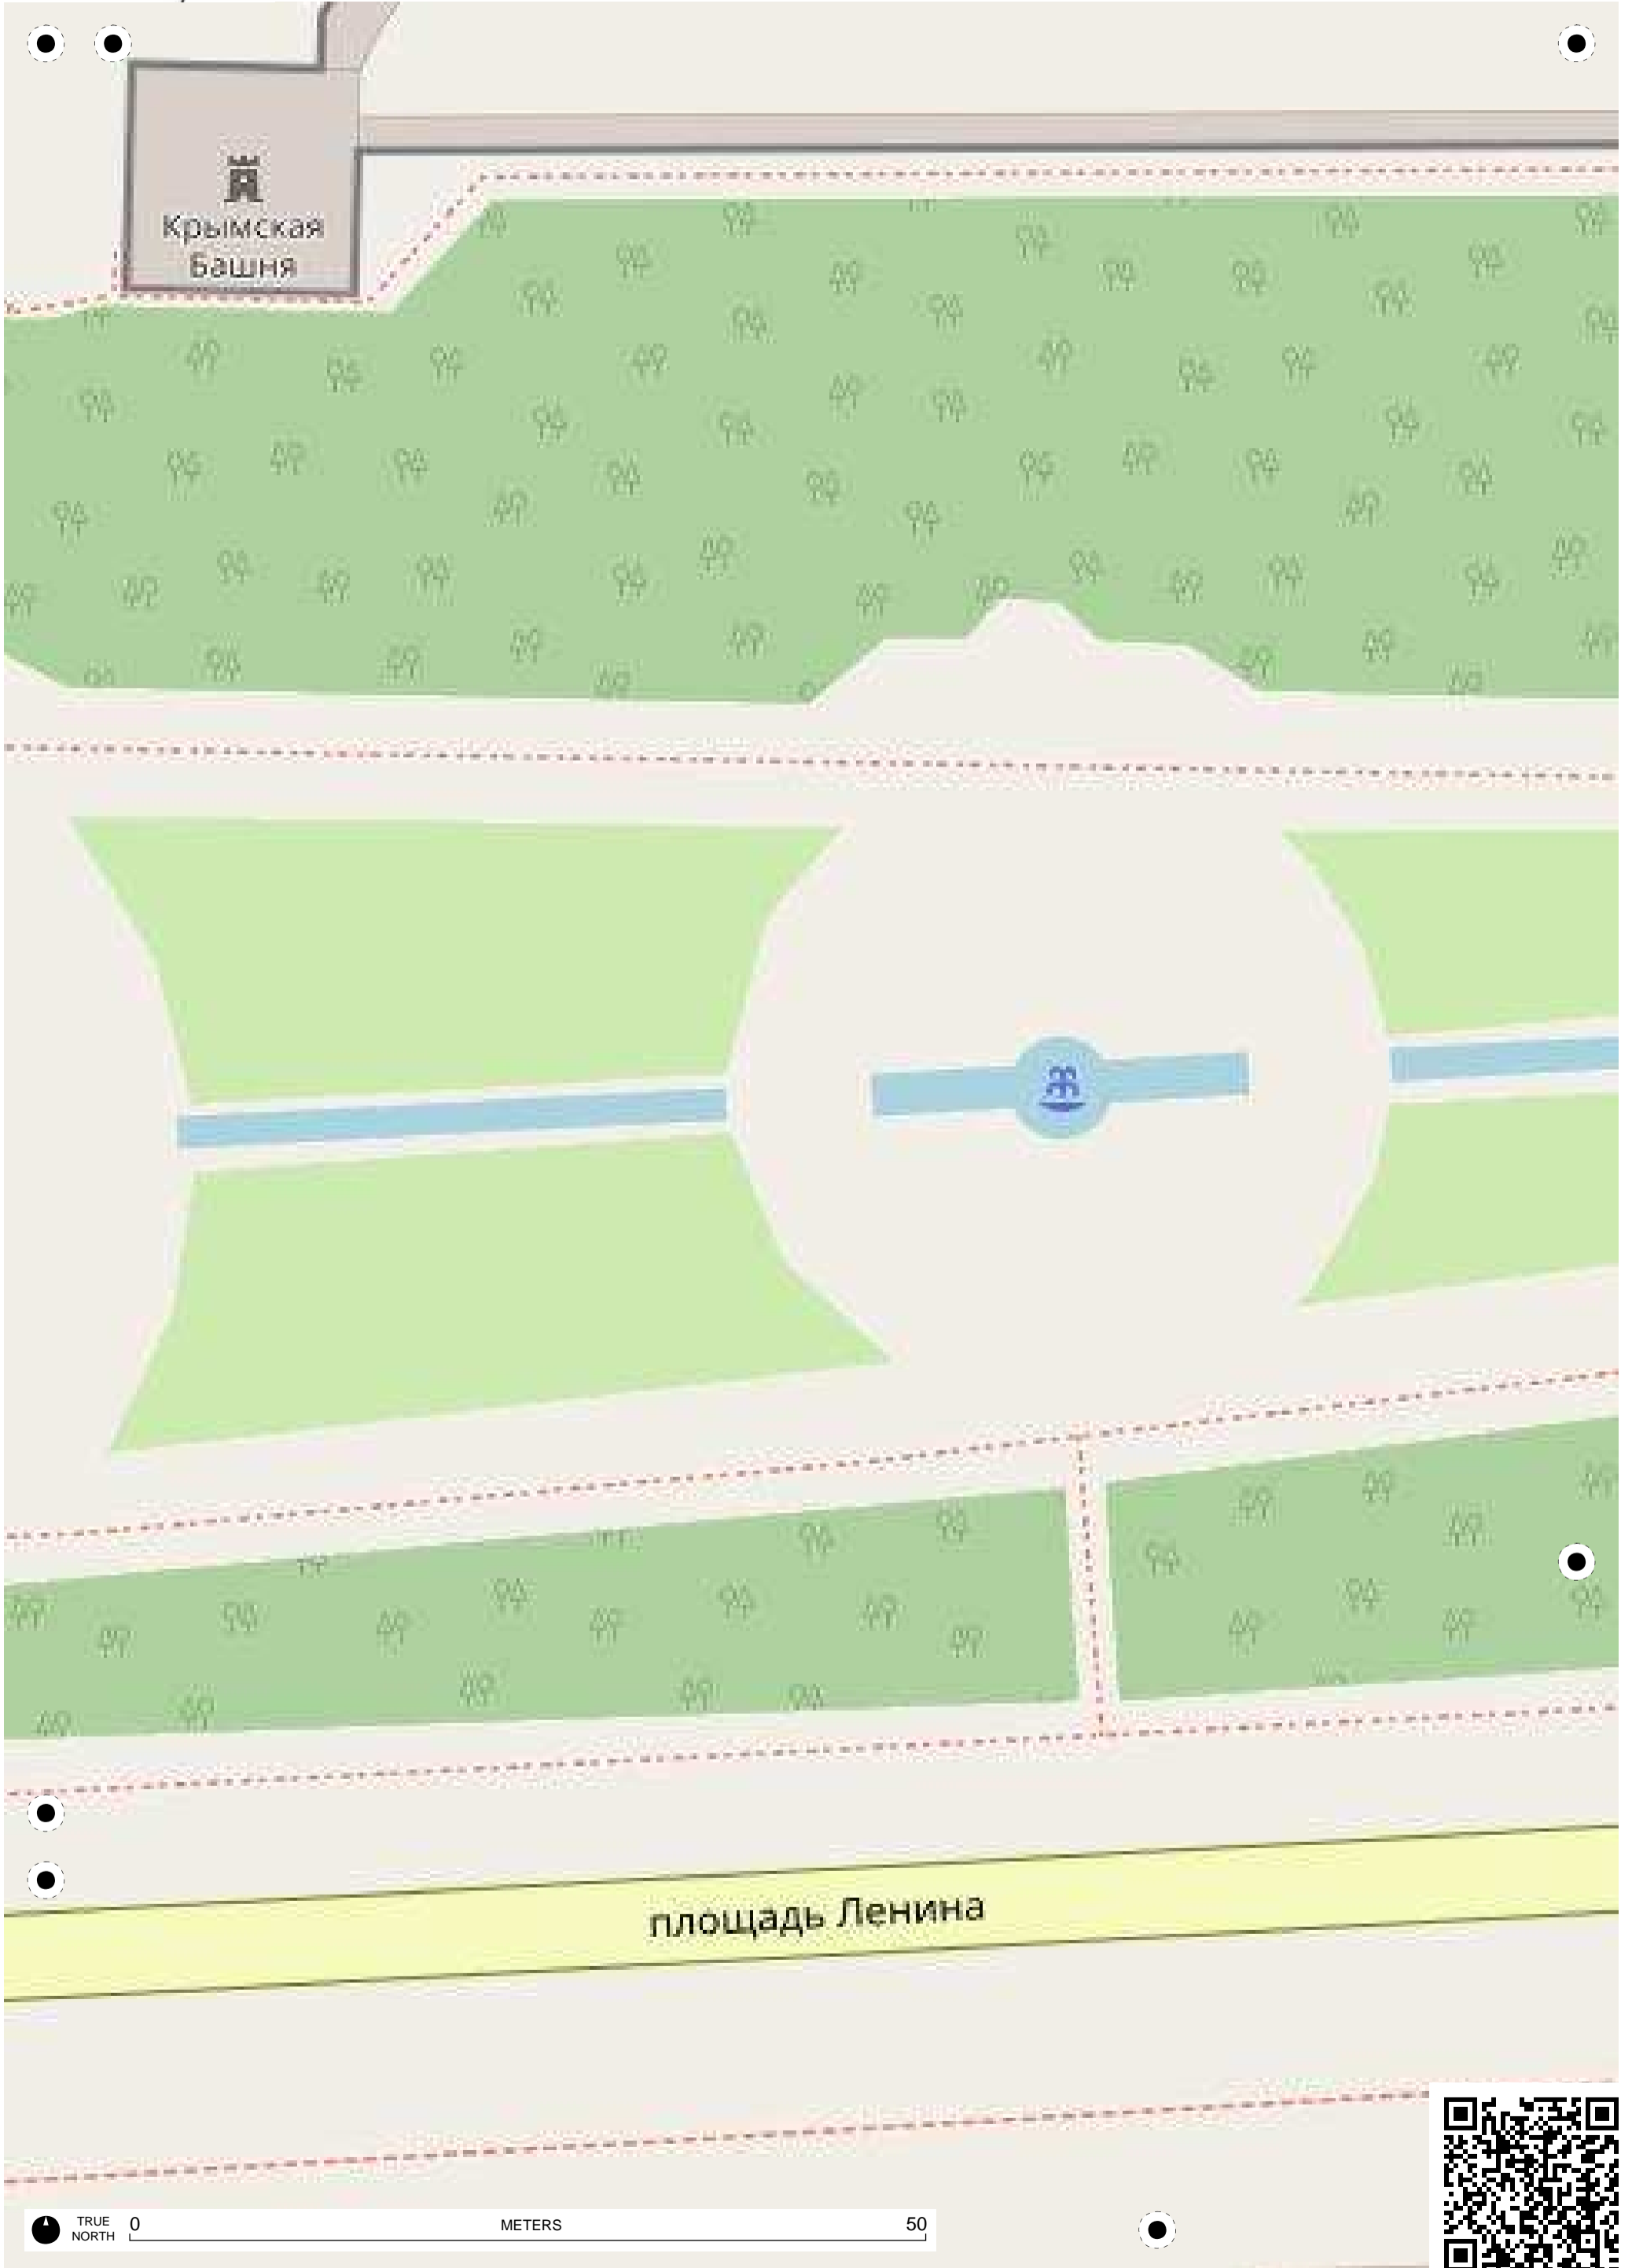 Крымская
Башня
площадь Ленина
TRUE
NORTH
0 METERS 50